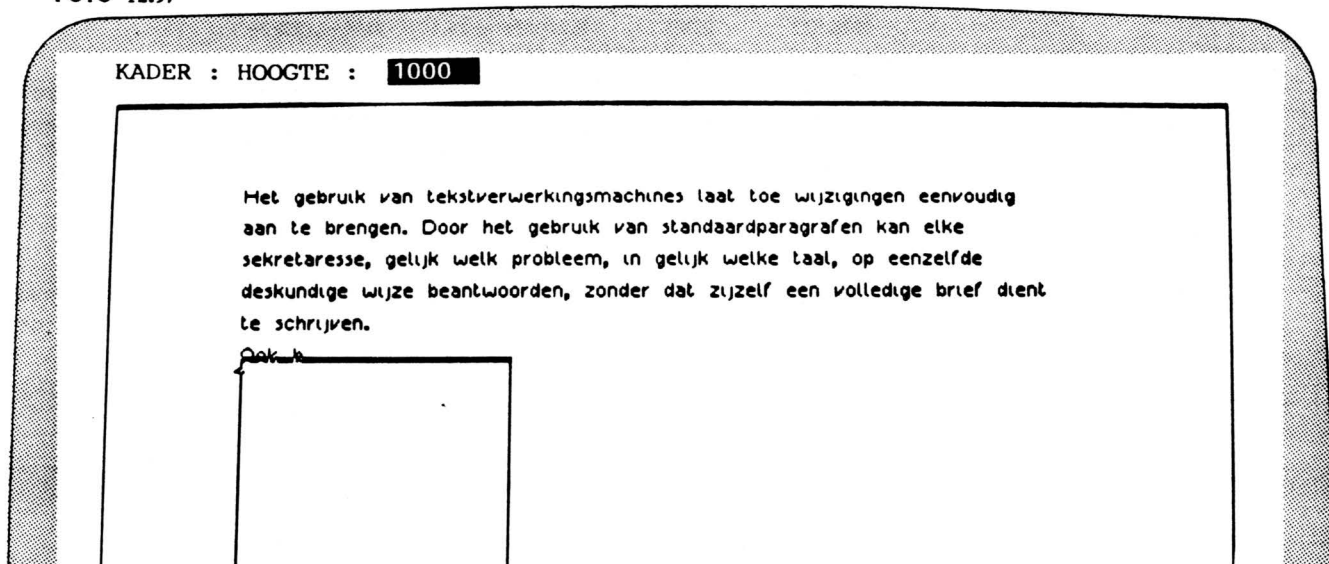 KADER : HOOGTE : 1000
Het gebruik van tekstverwerkingsmachines laat toe wijzigingen eenvoudig
aan te brengen. Door het gebruik van standaardparagrafen kan elke
sekretaresse, gelijk welk probleem, in gelijk welke taal, op eenzelfde
deskundige wijze beantwoorden, zonder dat zijzelf een volledige brief dient
te schrijven.